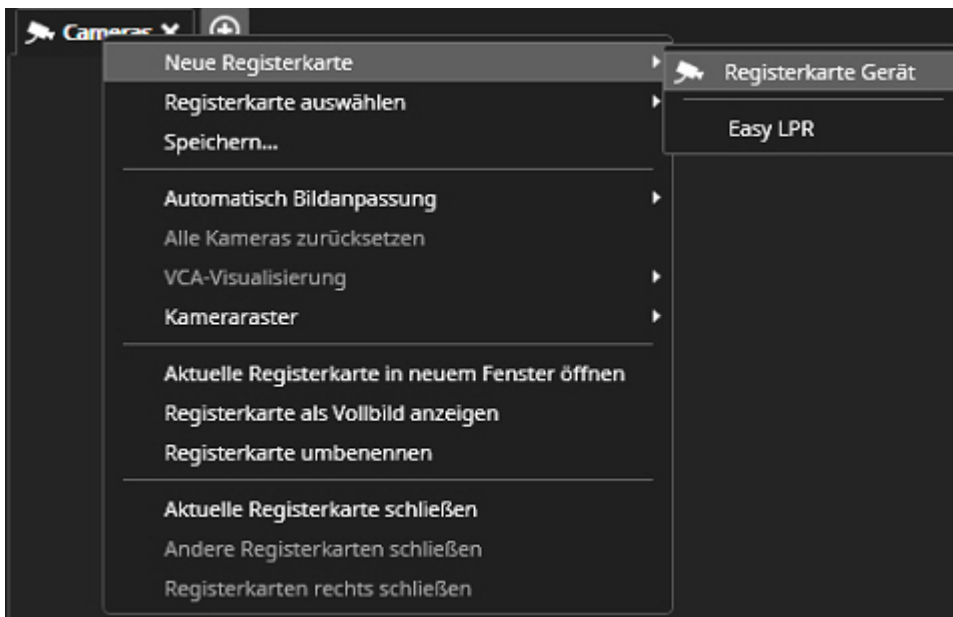 Cameras
Neue Registerkarte
Registerkarte auswählen
Speichern...
Automatisch Bildanpassung
Alle Kameras zurücksetzen
VCA-Visualisierung
Kameraraster
Aktuelle Registerkarte in neuem Fenster öffnen
Registerkarte als Vollbild anzeigen
Registerkarte umbenennen
Aktuelle Registerkarte schließen
Andere Registerkarten schließen
Registerkarten rechts schließen
Registerkarte Gerät
Easy LPR